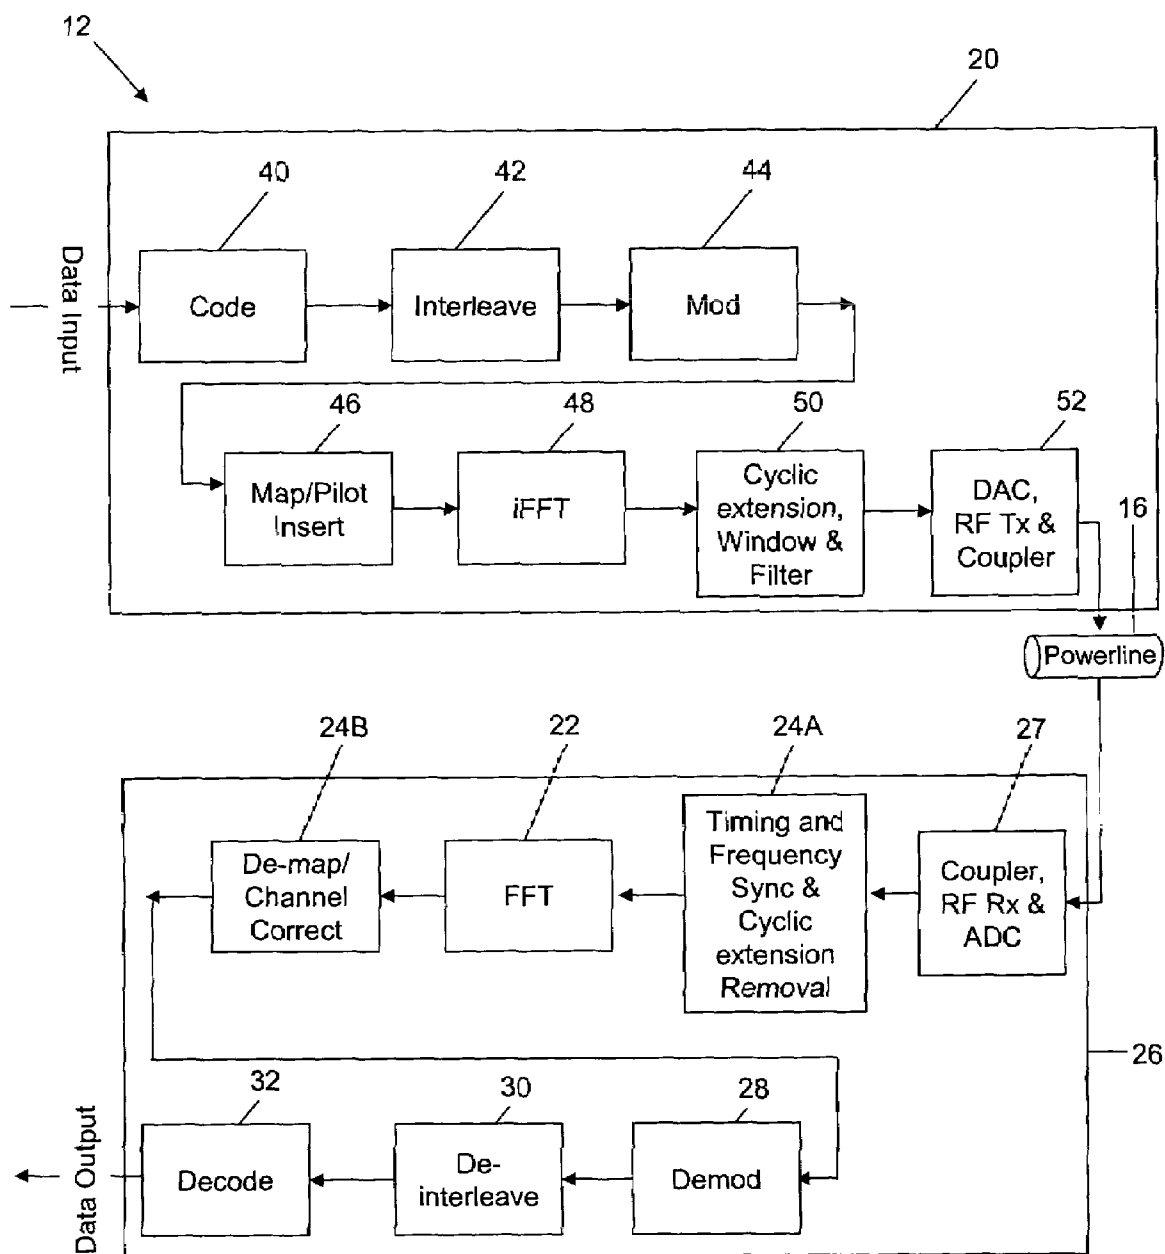 12
20
40
42
44
Data Input
Code
Interleave
Mod
46
48
50
52
Map/Pilot
Insert
iFFT
Cyclic
extension,
Window &
Filter
DAC,
RF Tx &
Coupler
16
Powerline
24B
22
24A
27
De-map/
Channel
Correct
FFT
Timing and
Frequency
Sync &
Cyclic
extension
Removal
Coupler,
RF Rx &
ADC
26
32
30
28
Data Output
Decode
De-
interleave
Demod